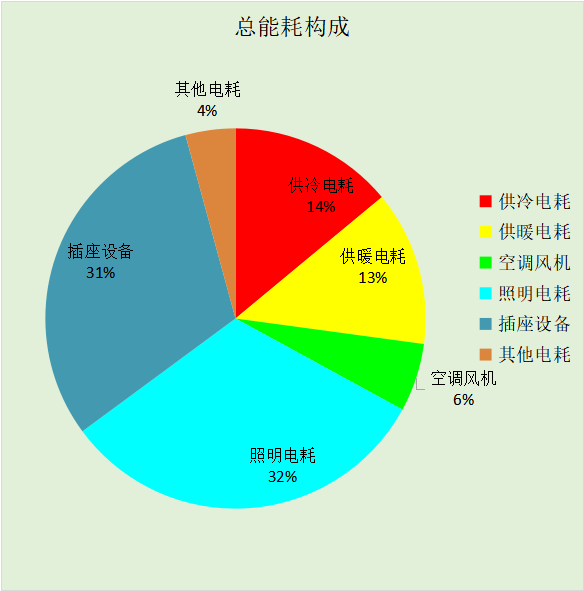 总能耗构成
其他电耗
4%
供冷电耗
14%
供暖电耗
13%
空调风机
6%
照明电耗
32%
插座设备
31%
供冷电耗
供暖电耗
空调风机
照明电耗
插座设备
其他电耗